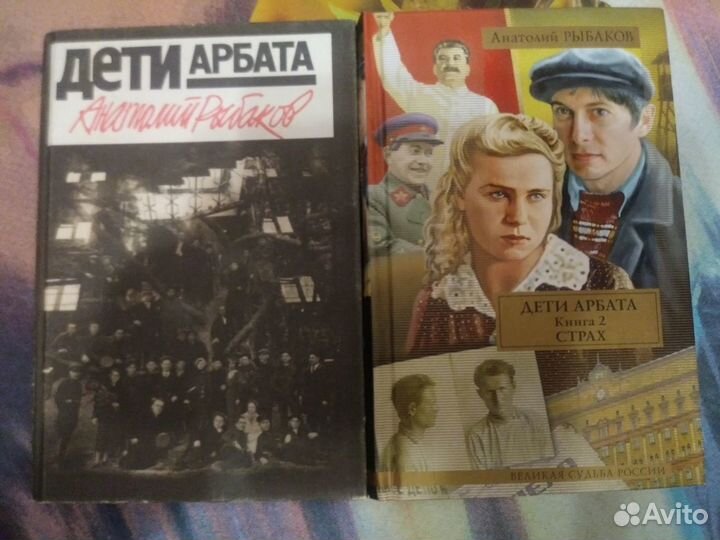 дети АРБАТА
Анатолий Рыбаков
Анатолий РЫБАКОВ
ДЕТИ АРБАТА
Книга 2
СТРАХ
ВЕЛИКАЯ СУДЬБА РОССИИ
Avito